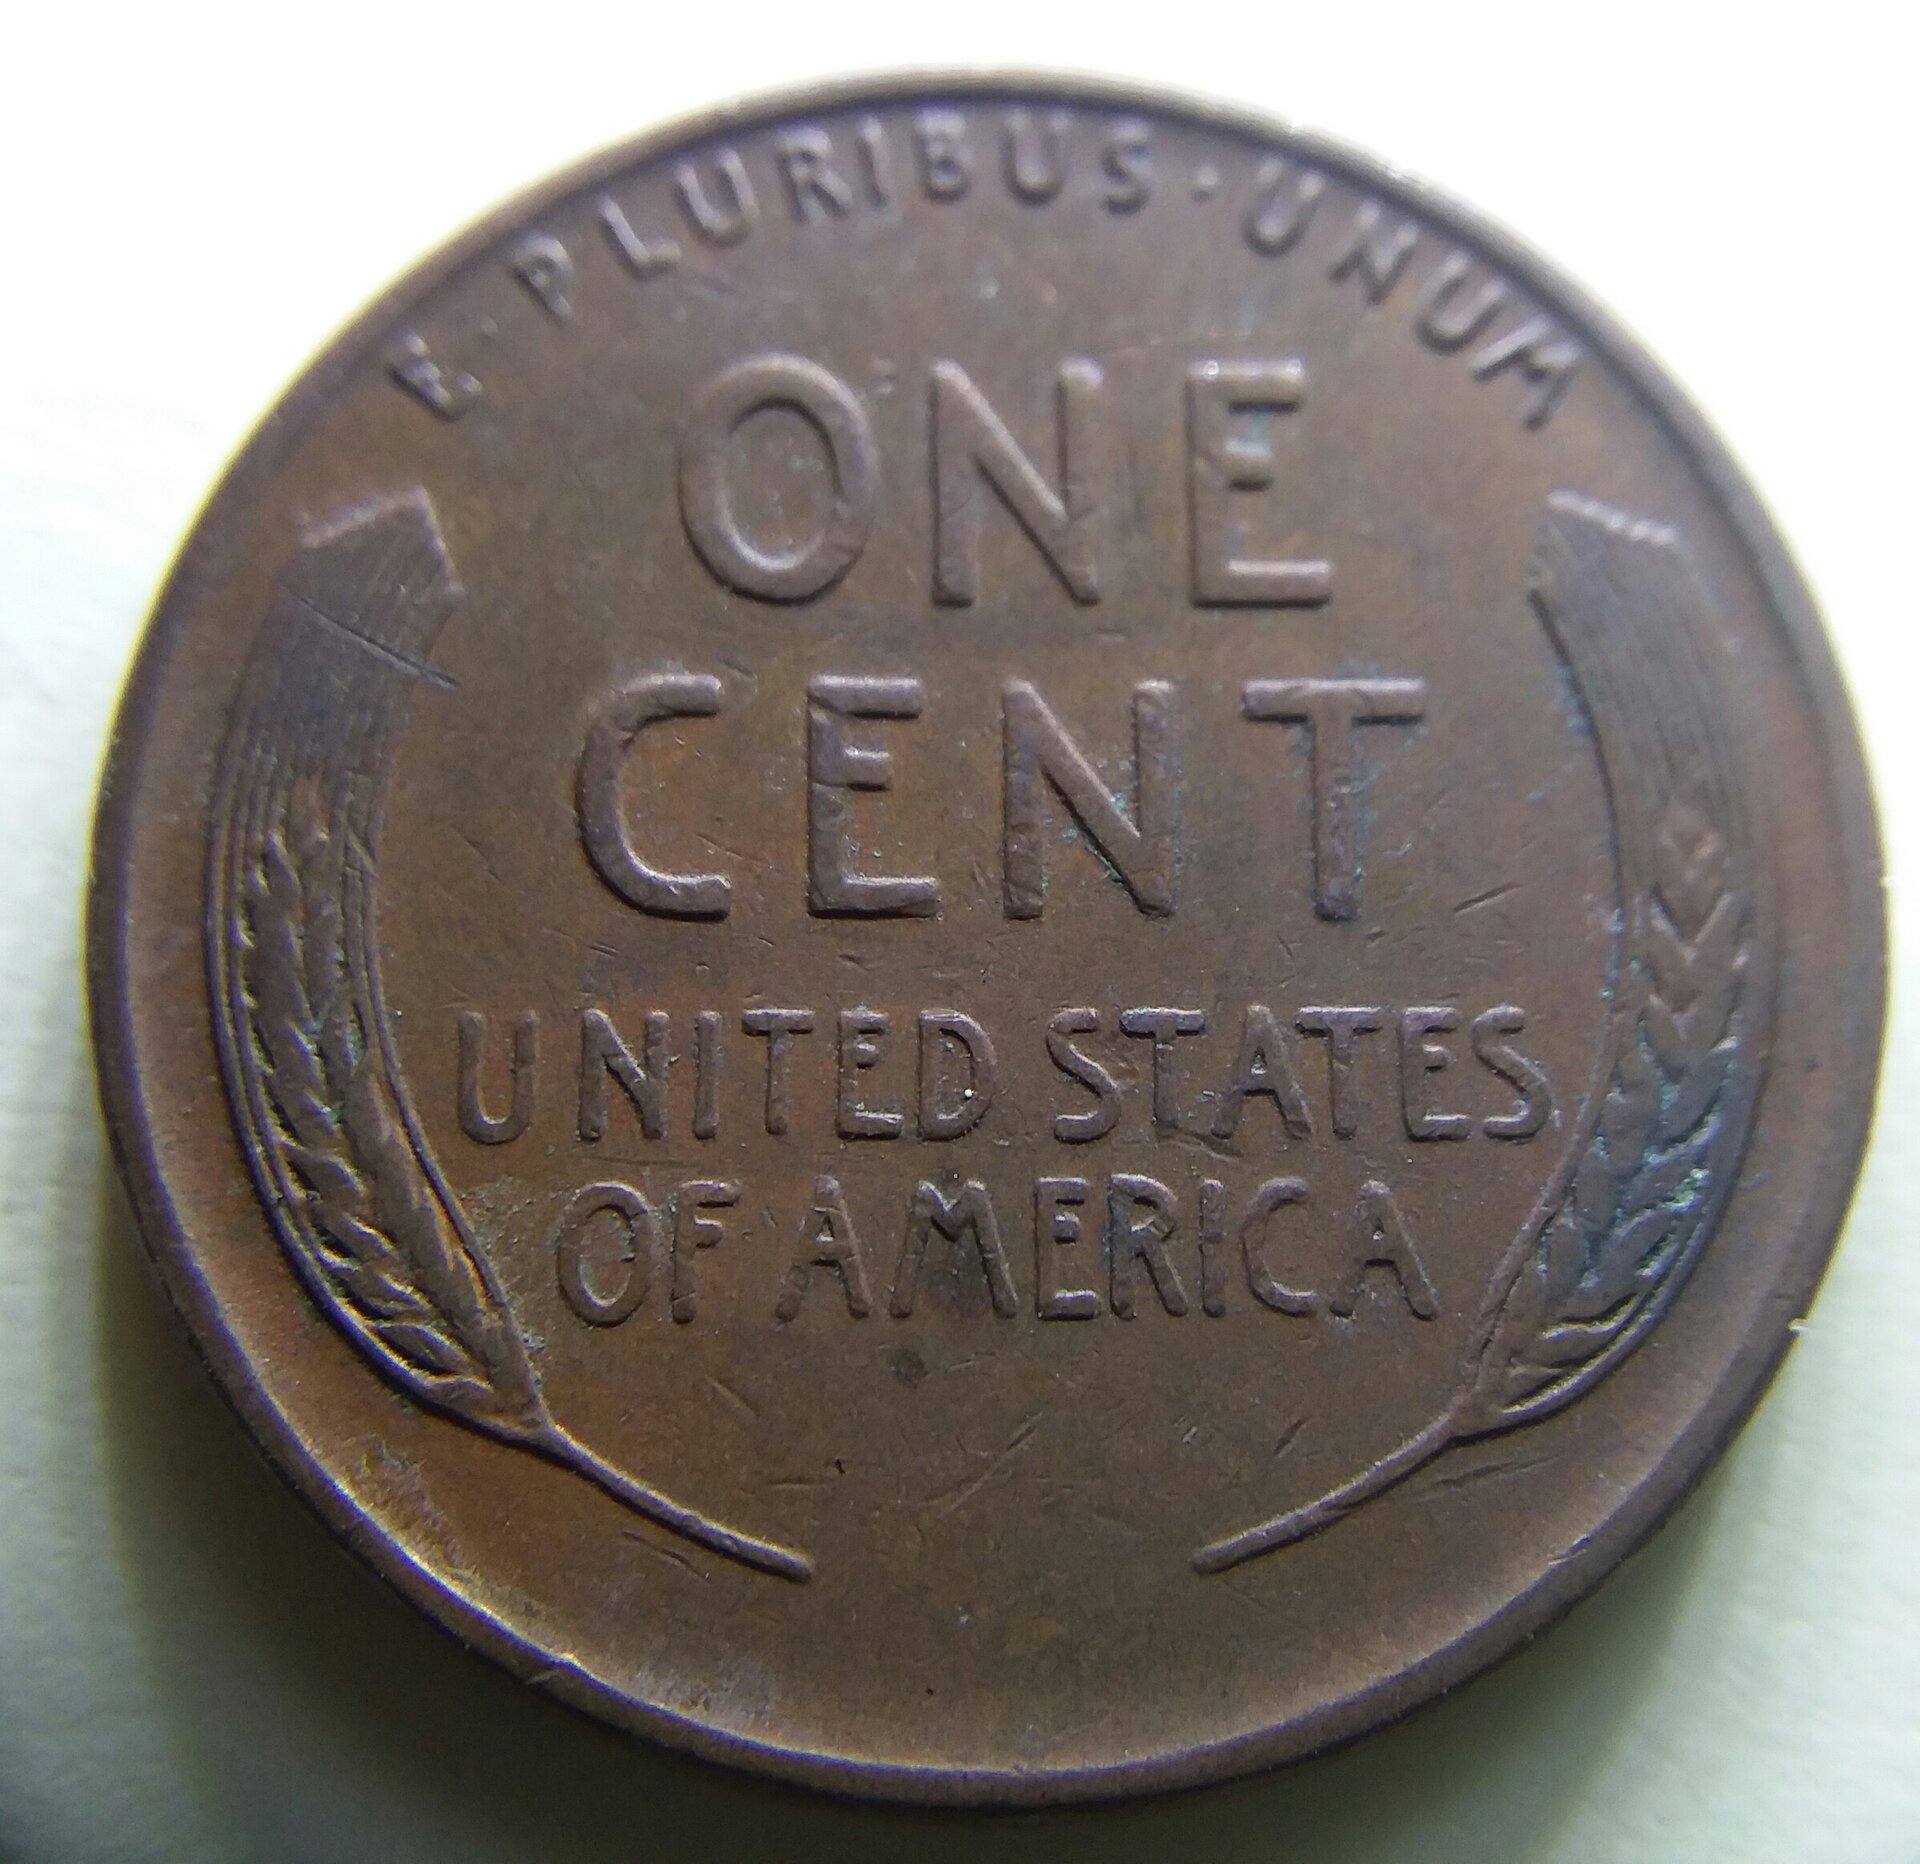 E·PLURIBUS·UNUM
ONE
CENT
UNITED STATES
OF AMERICA